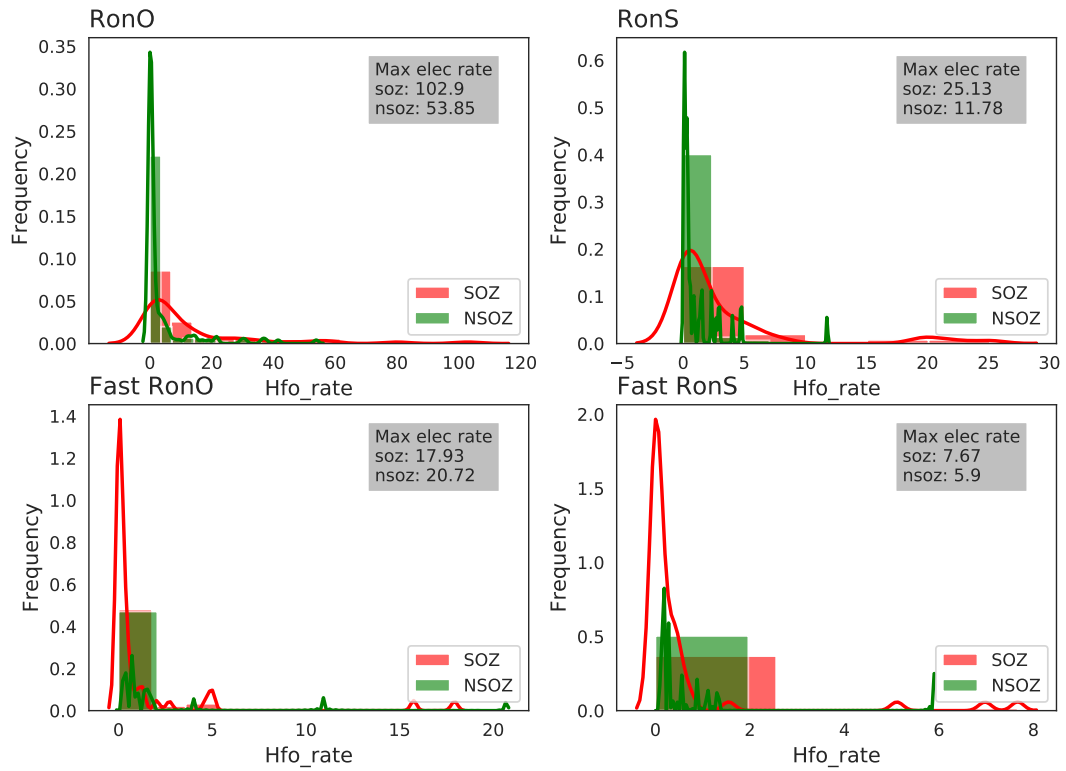 RonO
0.35
0.30
0.25
0.20
0.15
0.10
0.05
0.00
Frequency
Max elec rate
soz: 102.9
nsoz: 53.85
SOZ
NSOZ
0 20 40 60 80 100 120
Hfo_rate
RonS
0.6
0.5
0.4
0.3
0.2
0.1
0.0
Frequency
Max elec rate
soz: 25.13
nsoz: 11.78
SOZ
NSOZ
−5 0 5 10 15 20 25 30
Hfo_rate
Fast RonO
1.4
1.2
1.0
0.8
0.6
0.4
0.2
0.0
Frequency
Max elec rate
soz: 17.93
nsoz: 20.72
SOZ
NSOZ
0 5 10 15 20
Hfo_rate
Fast RonS
2.0
1.5
1.0
0.5
0.0
Frequency
Max elec rate
soz: 7.67
nsoz: 5.9
SOZ
NSOZ
0 2 4 6 8
Hfo_rate